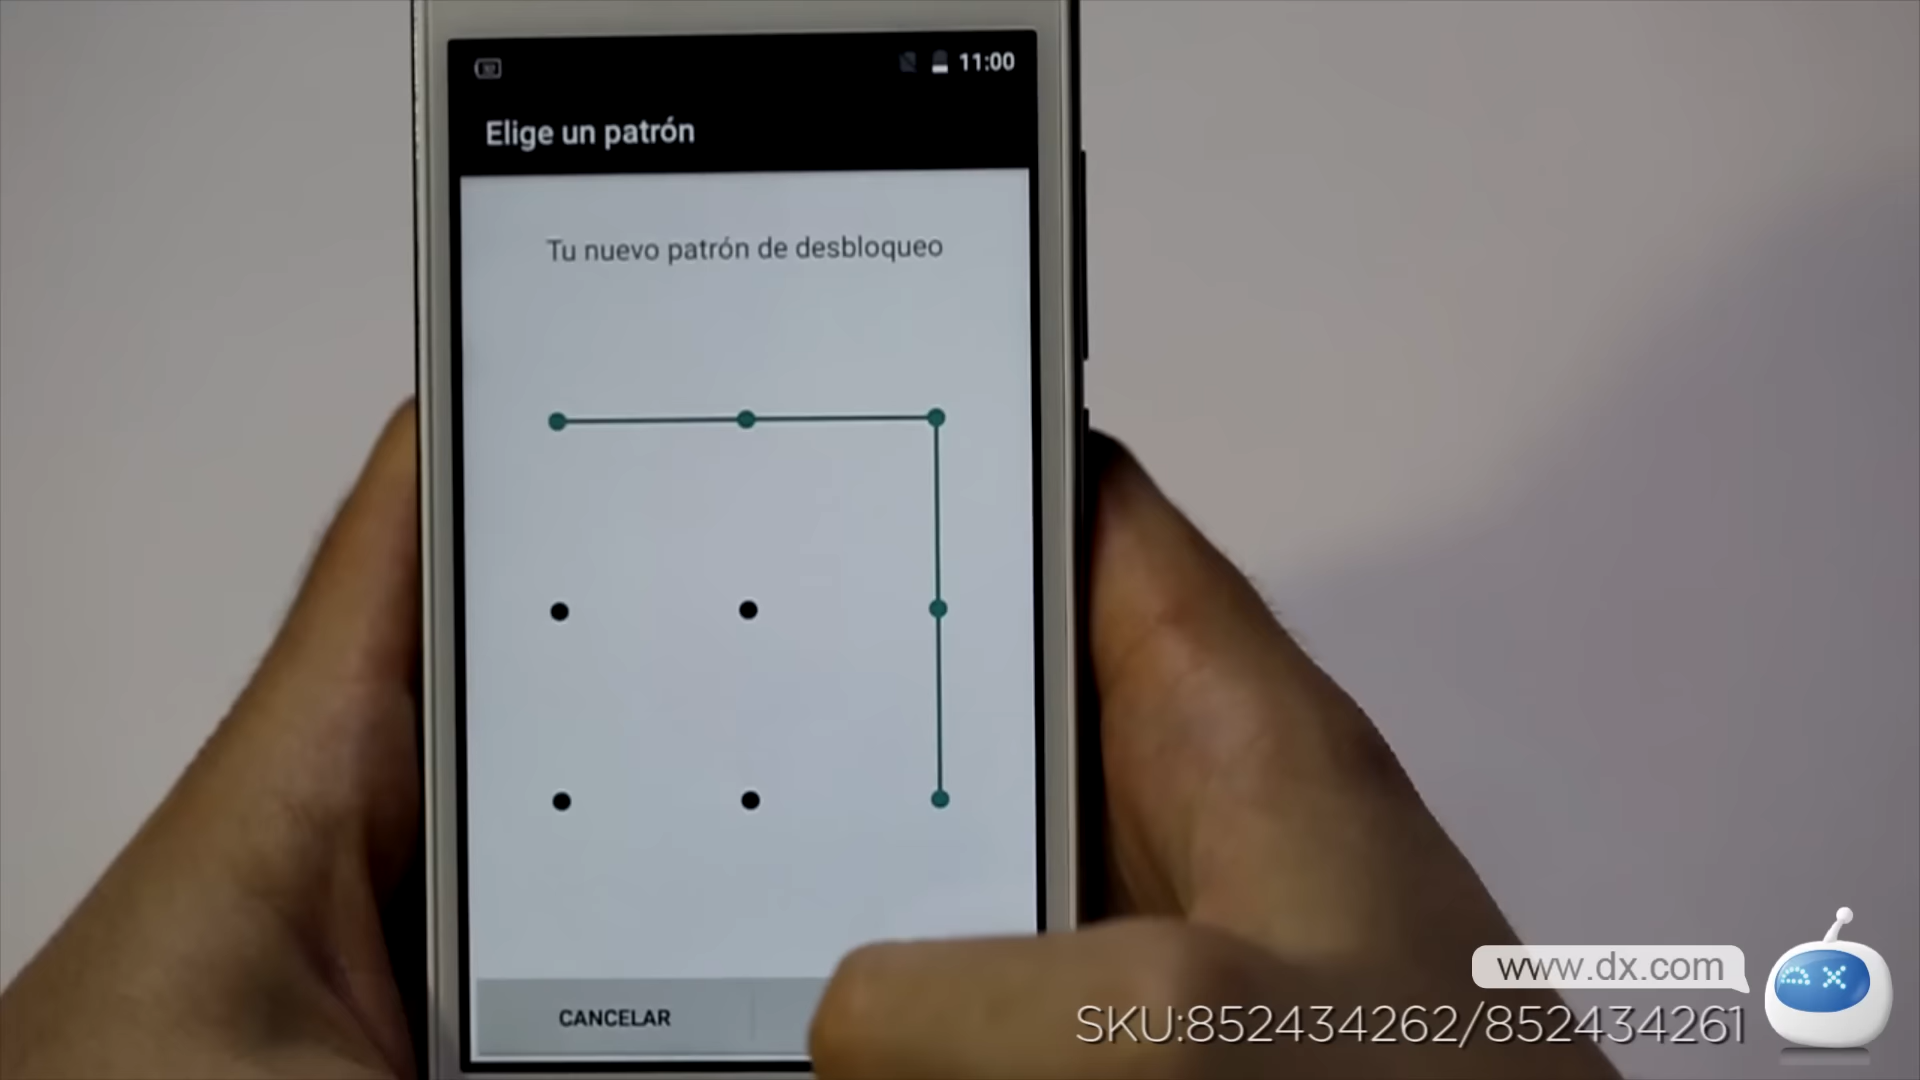 11:00
Elige un patrón
Tu nuevo patrón de desbloqueo
CANCELAR
www.dx.com
SKU:852434262/852434261